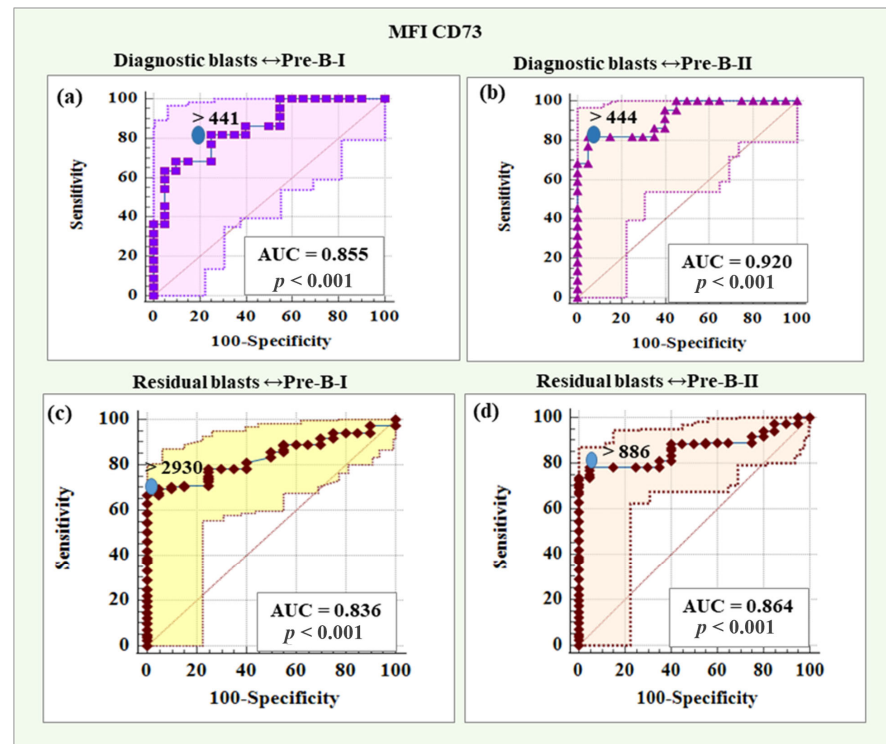 MFI CD73
Diagnostic blasts ↔Pre-B-I
(a)
100
80
60
40
20
0
Sensitivity
> 441
AUC = 0.855
p < 0.001
0 20 40 60 80 100
100-Specificity
Diagnostic blasts ↔Pre-B-II
(b)
100
80
60
40
20
0
Sensitivity
> 444
AUC = 0.920
p < 0.001
0 20 40 60 80 100
100-Specificity
Residual blasts ↔Pre-B-I
(c)
100
80
60
40
20
0
Sensitivity
> 2930
AUC = 0.836
p < 0.001
0 20 40 60 80 100
100-Specificity
Residual blasts ↔Pre-B-II
(d)
100
80
60
40
20
0
Sensitivity
> 886
AUC = 0.864
p < 0.001
0 20 40 60 80 100
100-Specificity